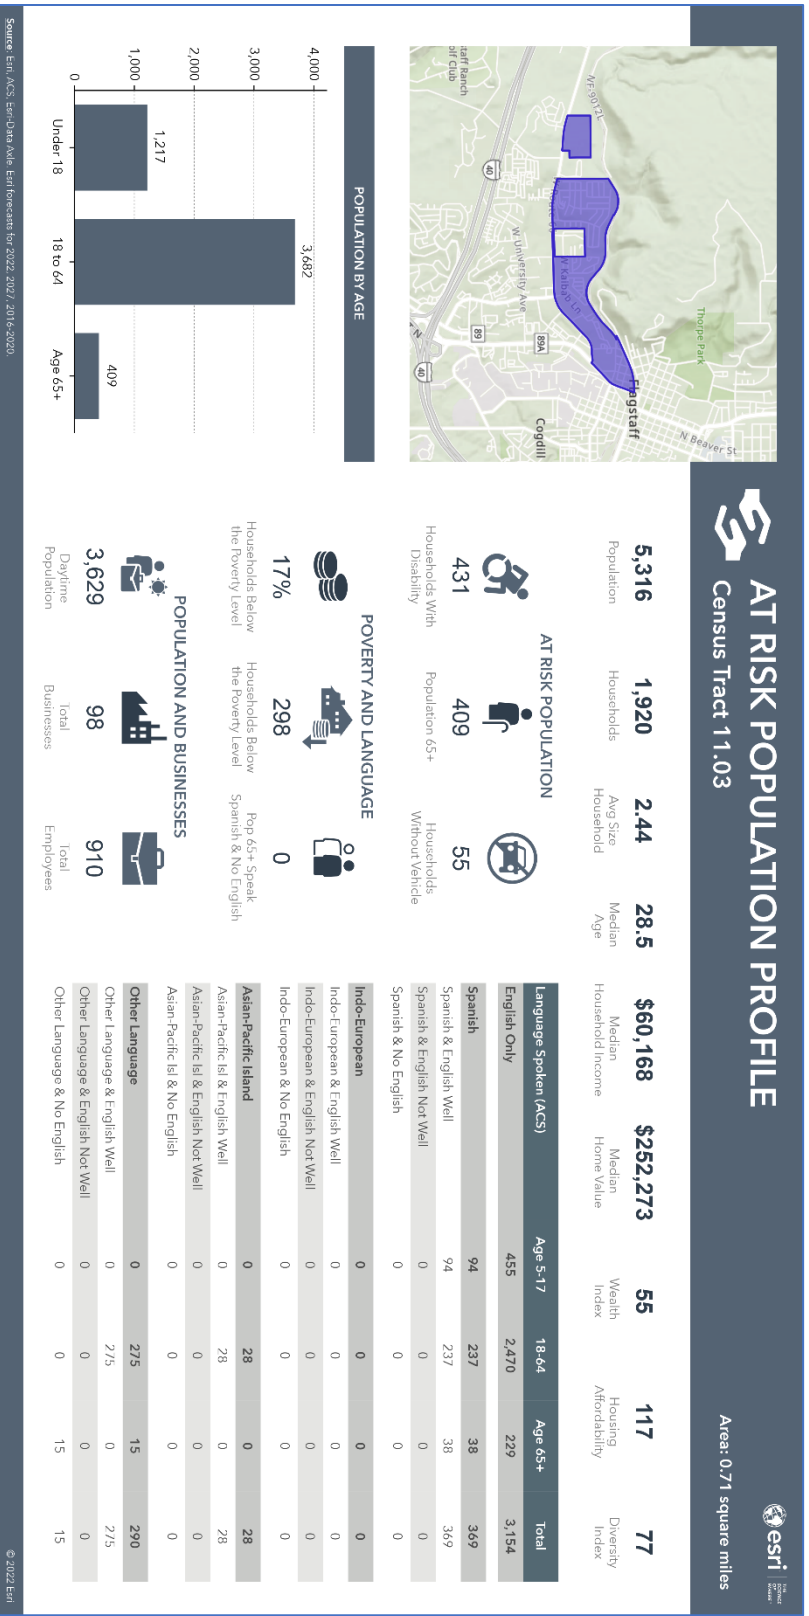 AT RISK POPULATION PROFILE
Census Tract 11.03
esri
Area: 0.71 square miles
NF-9012L
taff Ranch
olf Club
40
W University Ave
W Kaibab Ln
89
89A
40
Thorpe Park
Flagstaff
N Beaver St
Cogdill
5,316
Population
1,920
Households
2.44
Avg Size
Household
28.5
Median
Age
$60,168
Median
Household Income
$252,273
Median
Home Value
55
Wealth
Index
117
Housing
Affordability
77
Diversity
Index
AT RISK POPULATION
431
Households With
Disability
409
Population 65+
55
Households
Without Vehicle
POVERTY AND LANGUAGE
17%
Households Below
the Poverty Level
298
Households Below
the Poverty Level
0
Pop 65+ Speak
Spanish & No English
POPULATION AND BUSINESSES
3,629
Daytime
Population
98
Total
Businesses
910
Total
Employees
POPULATION BY AGE
4,000
3,000
2,000
1,000
0
1,217
3,682
409
Under 18
18 to 64
Age 65+
Language Spoken (ACS) Age 5-17 18-64 Age 65+ Total
English Only 455 2,470 229 3,154
Spanish 94 237 38 369
Spanish & English Well 94 237 38 369
Spanish & English Not Well 0 0 0 0
Spanish & No English 0 0 0 0
Indo-European 0 0 0 0
Indo-European & English Well 0 0 0 0
Indo-European & English Not Well 0 0 0 0
Indo-European & No English 0 0 0 0
Asian-Pacific Island 0 28 0 28
Asian-Pacific Isl & English Well 0 28 0 28
Asian-Pacific Isl & English Not Well 0 0 0 0
Asian-Pacific Isl & No English 0 0 0 0
Other Language 0 275 15 290
Other Language & English Well 0 275 0 275
Other Language & English Not Well 0 0 0 0
Other Language & No English 0 0 15 15
Source: Esri, ACS, Esri-Data Axle. Esri forecasts for 2022, 2027, 2016-2020.
© 2022 Esri